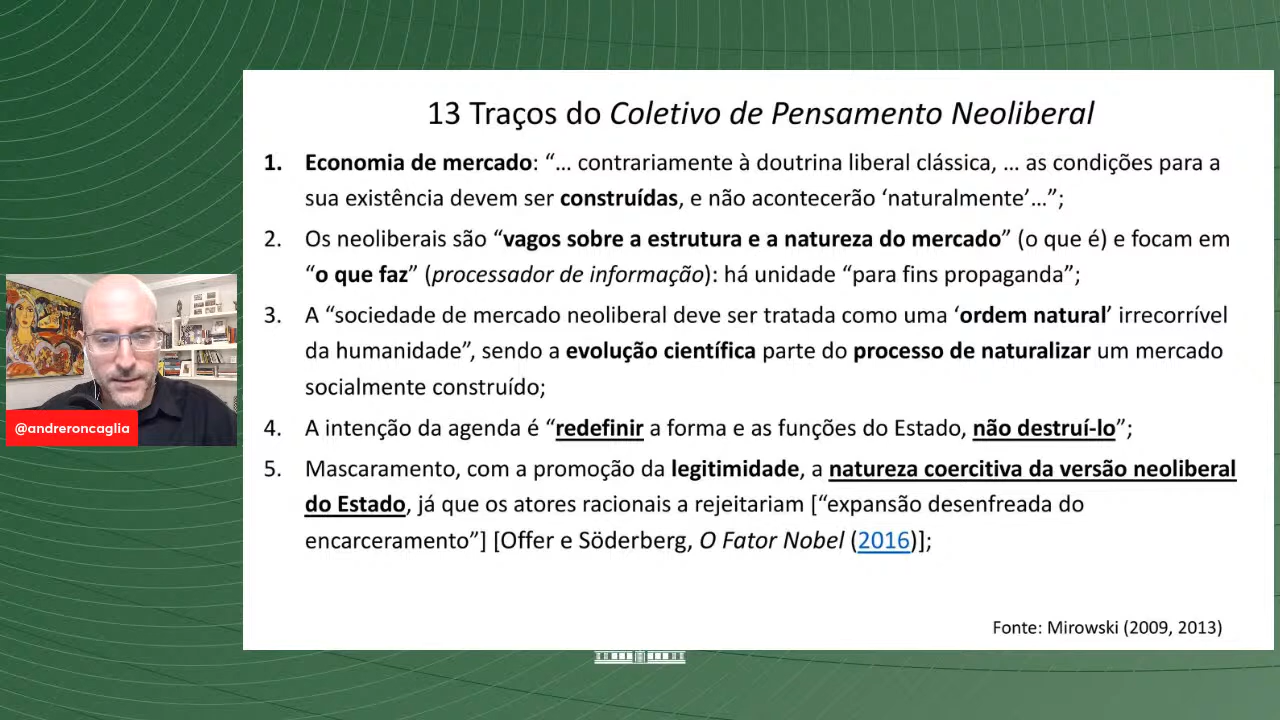 13 Traços do Coletivo de Pensamento Neoliberal
1. Economia de mercado: “… contrariamente à doutrina liberal clássica, … as condições para a
sua existência devem ser construídas, e não acontecerão ‘naturalmente’…”;
2. Os neoliberais são “vagos sobre a estrutura e a natureza do mercado” (o que é) e focam em
“o que faz” (processador de informação): há unidade “para fins propaganda”;
3. A “sociedade de mercado neoliberal deve ser tratada como uma ‘ordem natural’ irrecorrível
da humanidade”, sendo a evolução científica parte do processo de naturalizar um mercado
socialmente construído;
4. A intenção da agenda é “redefinir a forma e as funções do Estado, não destruí-lo”;
5. Mascaramento, com a promoção da legitimidade, a natureza coercitiva da versão neoliberal
do Estado, já que os atores racionais a rejeitariam [“expansão desenfreada do
encarceramento”] [Offer e Söderberg, O Fator Nobel (2016)];
Fonte: Mirowski (2009, 2013)
@andreroncaglia